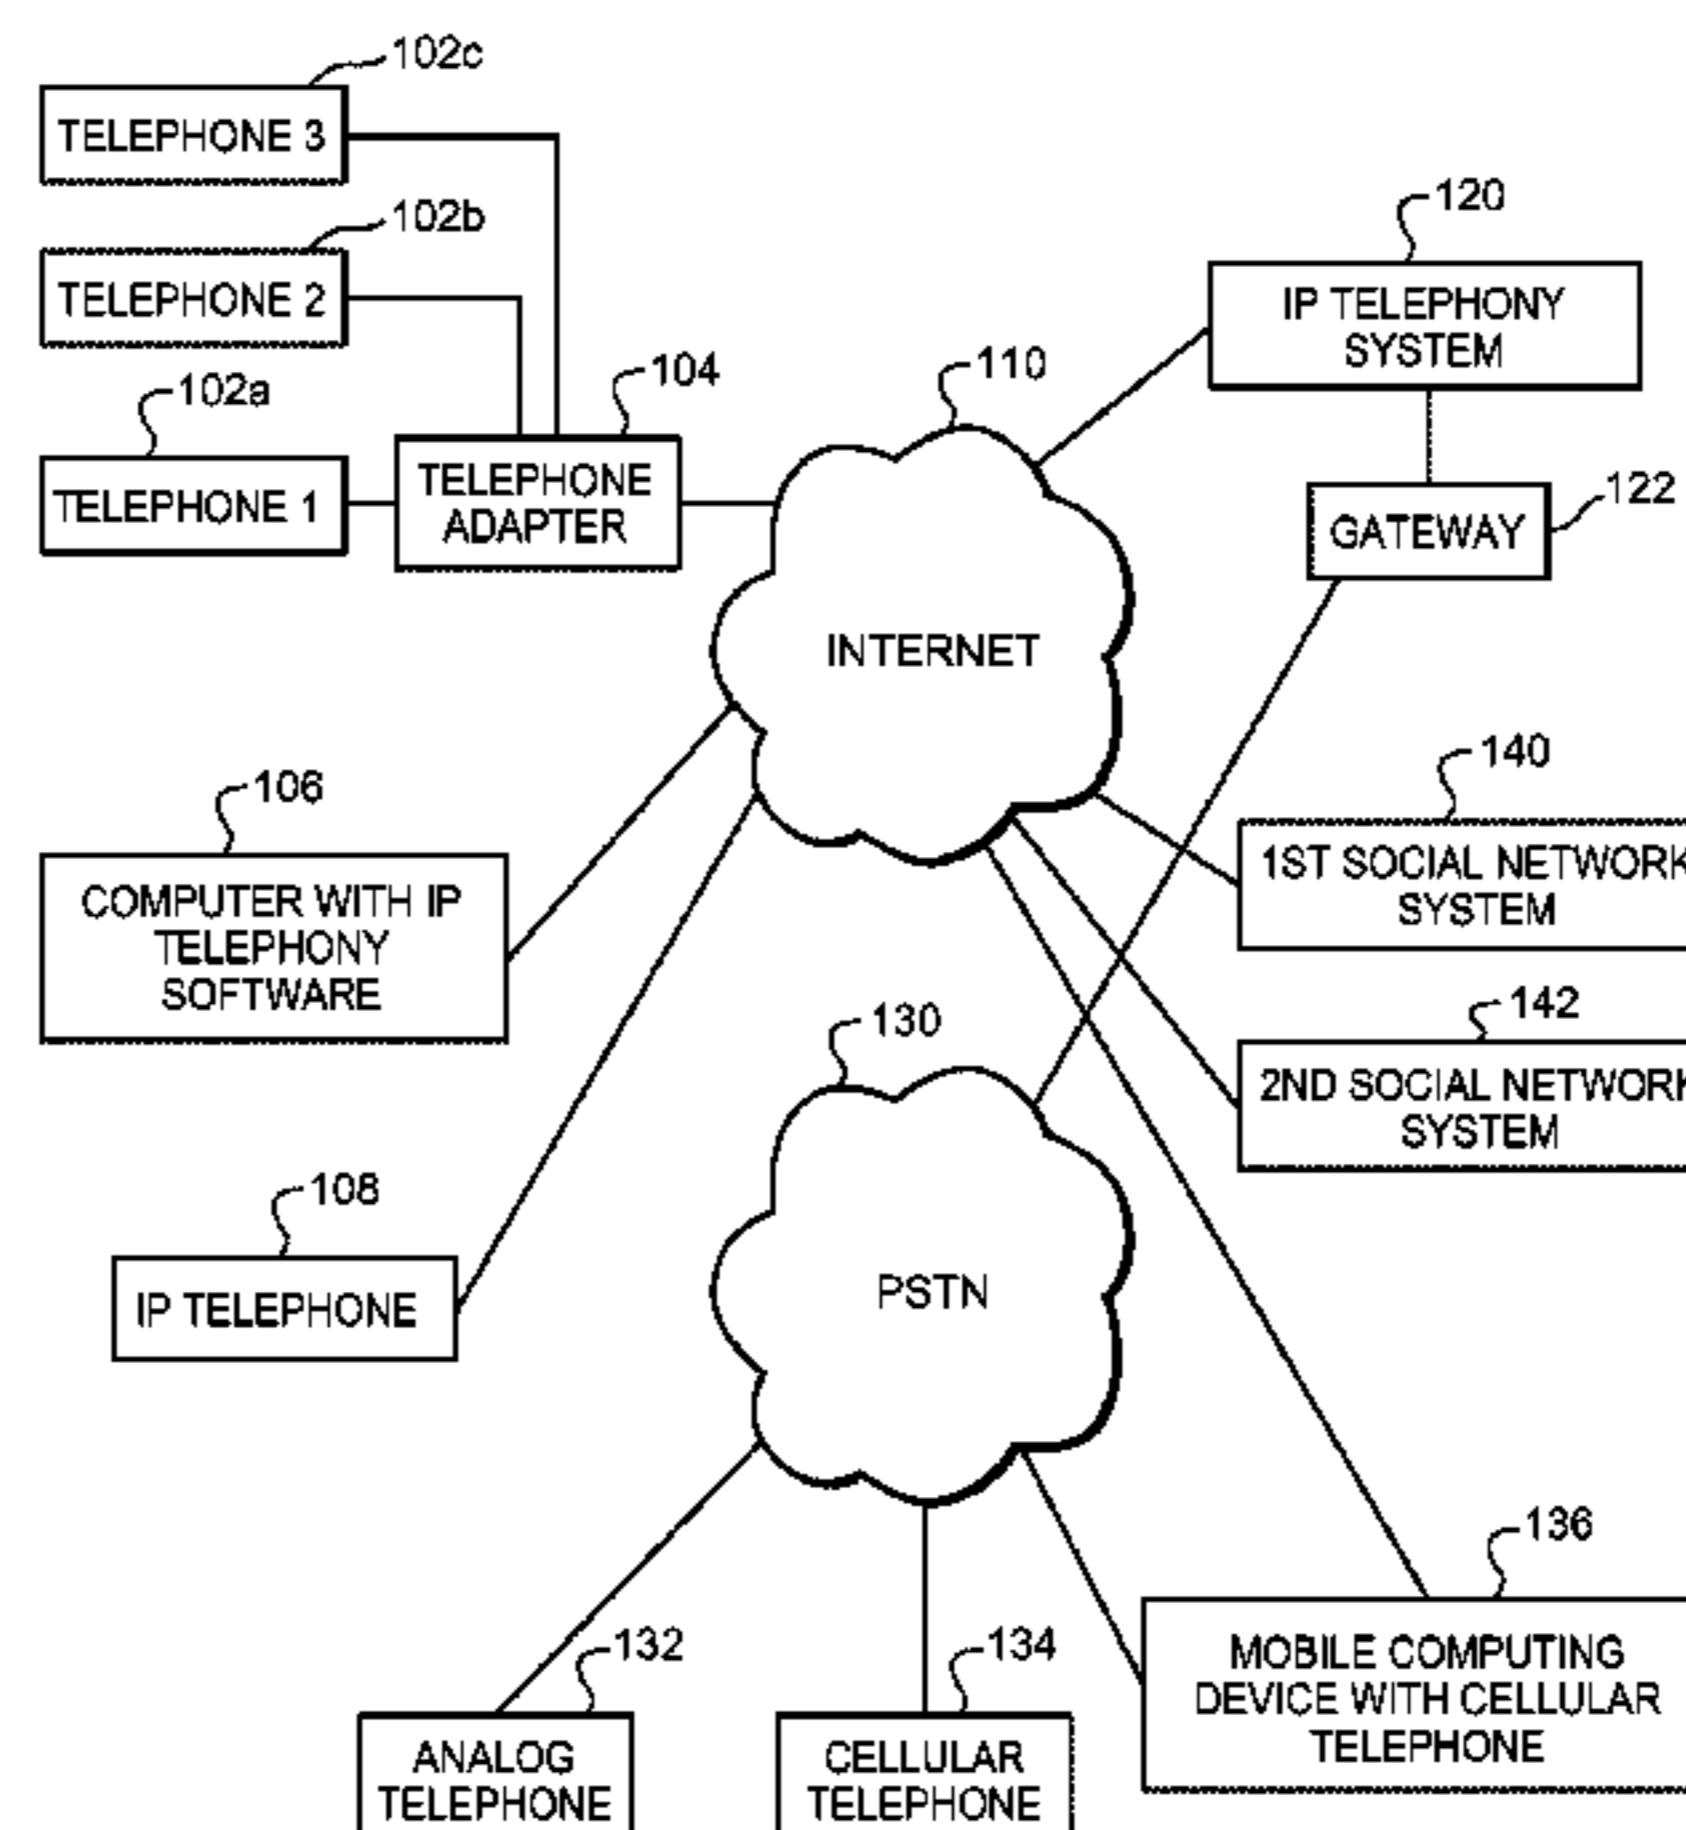 102c
TELEPHONE 3
102b
TELEPHONE 2
102a
TELEPHONE 1
104
TELEPHONE
ADAPTER
110
INTERNET
120
IP TELEPHONY
SYSTEM
122
GATEWAY
140
1ST SOCIAL NETWORK
SYSTEM
142
2ND SOCIAL NETWORK
SYSTEM
106
COMPUTER WITH IP
TELEPHONY
SOFTWARE
108
IP TELEPHONE
130
PSTN
132
ANALOG
TELEPHONE
134
CELLULAR
TELEPHONE
136
MOBILE COMPUTING
DEVICE WITH CELLULAR
TELEPHONE